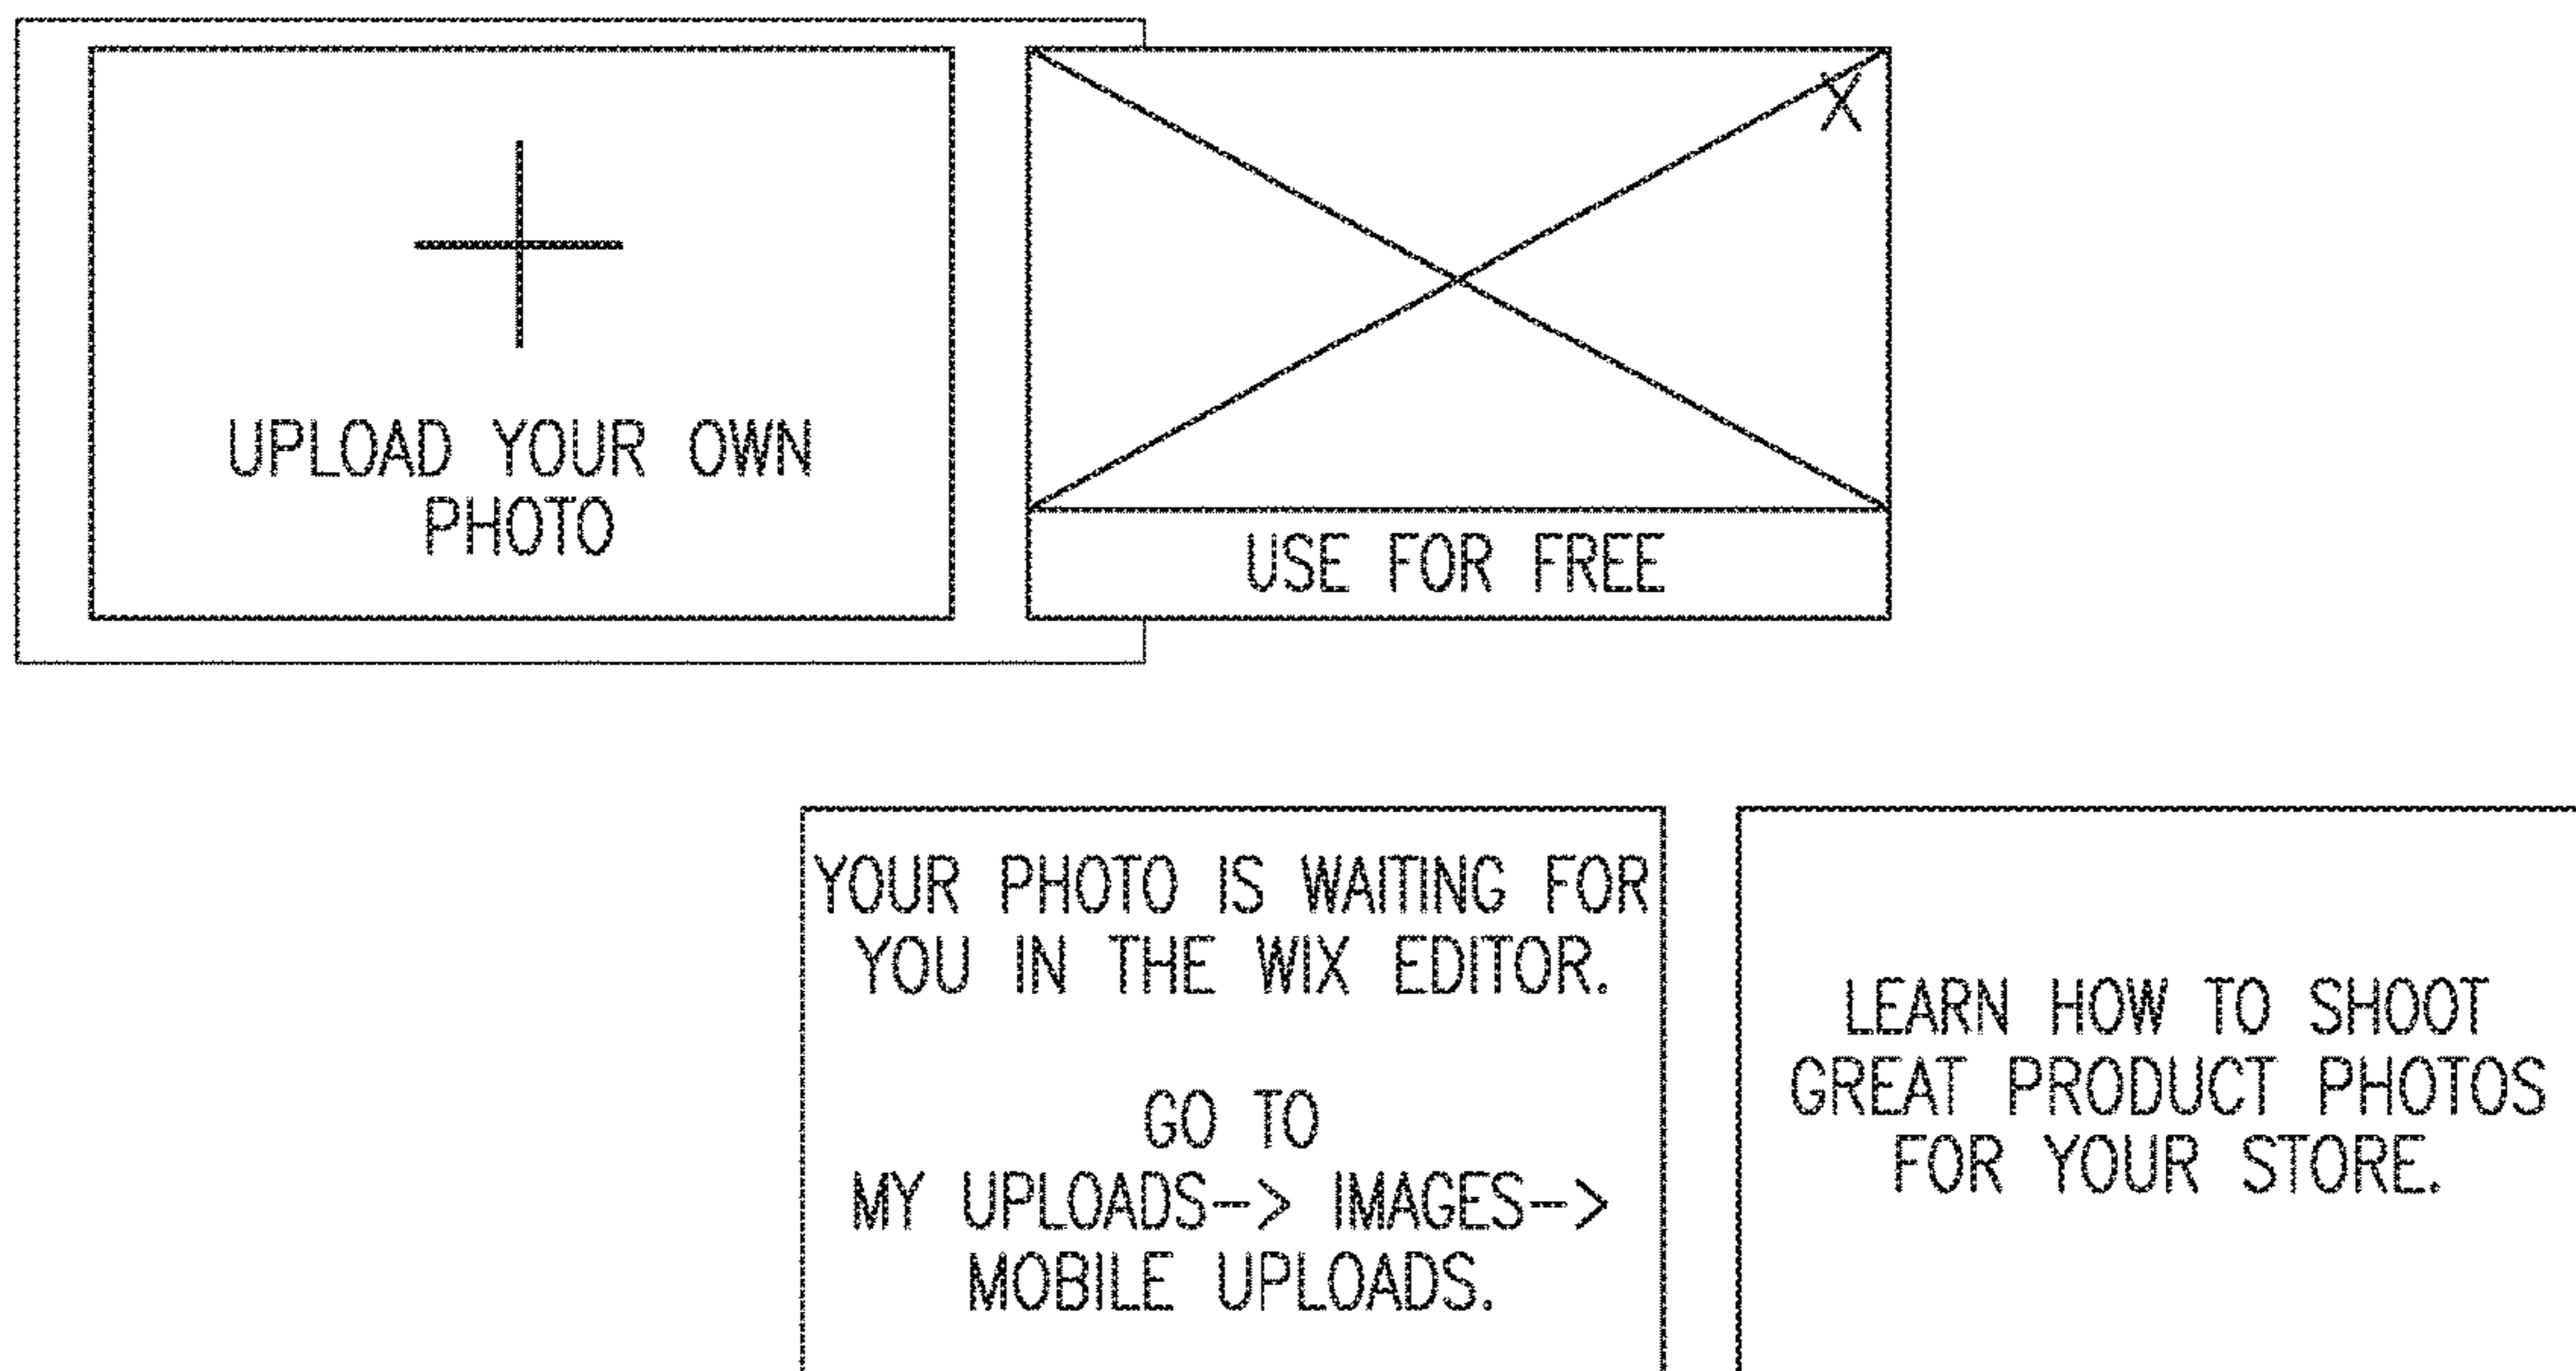 X
UPLOAD YOUR OWN
PHOTO
USE FOR FREE
YOUR PHOTO IS WAITING FOR
YOU IN THE WIX EDITOR.
GO TO
MY UPLOADS--> IMAGES-->
MOBILE UPLOADS.
LEARN HOW TO SHOOT
GREAT PRODUCT PHOTOS
FOR YOUR STORE.